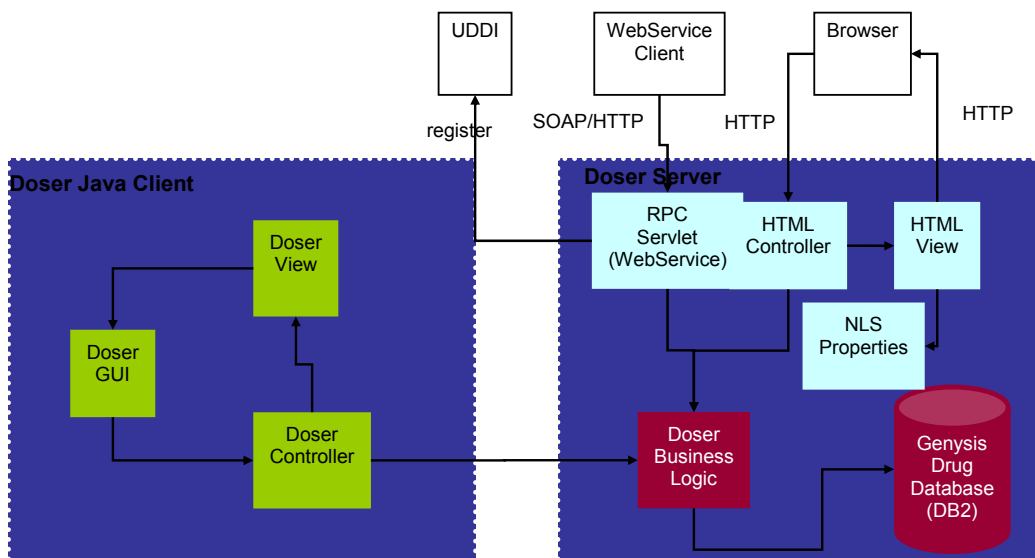 UDDI
WebService
Client
Browser
register
SOAP/HTTP
HTTP
HTTP
Doser Java Client
Doser Server
Doser
View
Doser
GUI
Doser
Controller
RPC
Servlet
(WebService)
HTML
Controller
HTML
View
NLS
Properties
Doser
Business
Logic
Genysis
Drug
Database
(DB2)